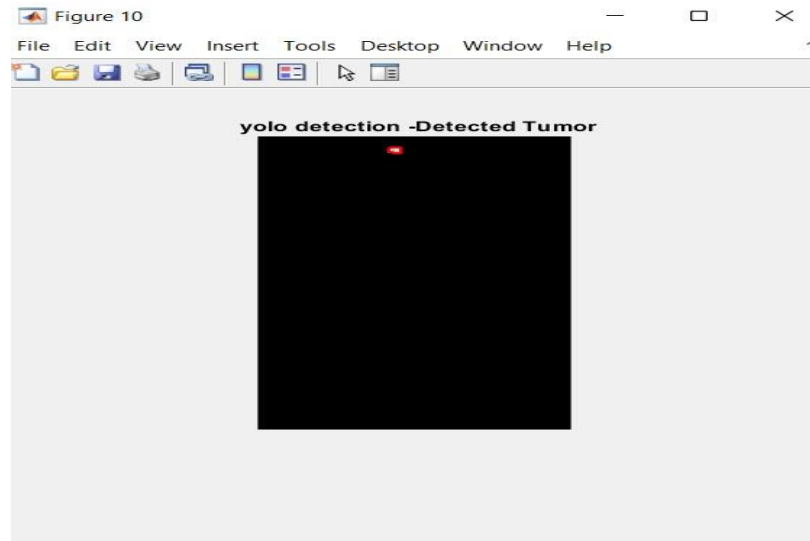 Figure 10
File Edit View Insert Tools Desktop Window Help
yolo detection -Detected Tumor